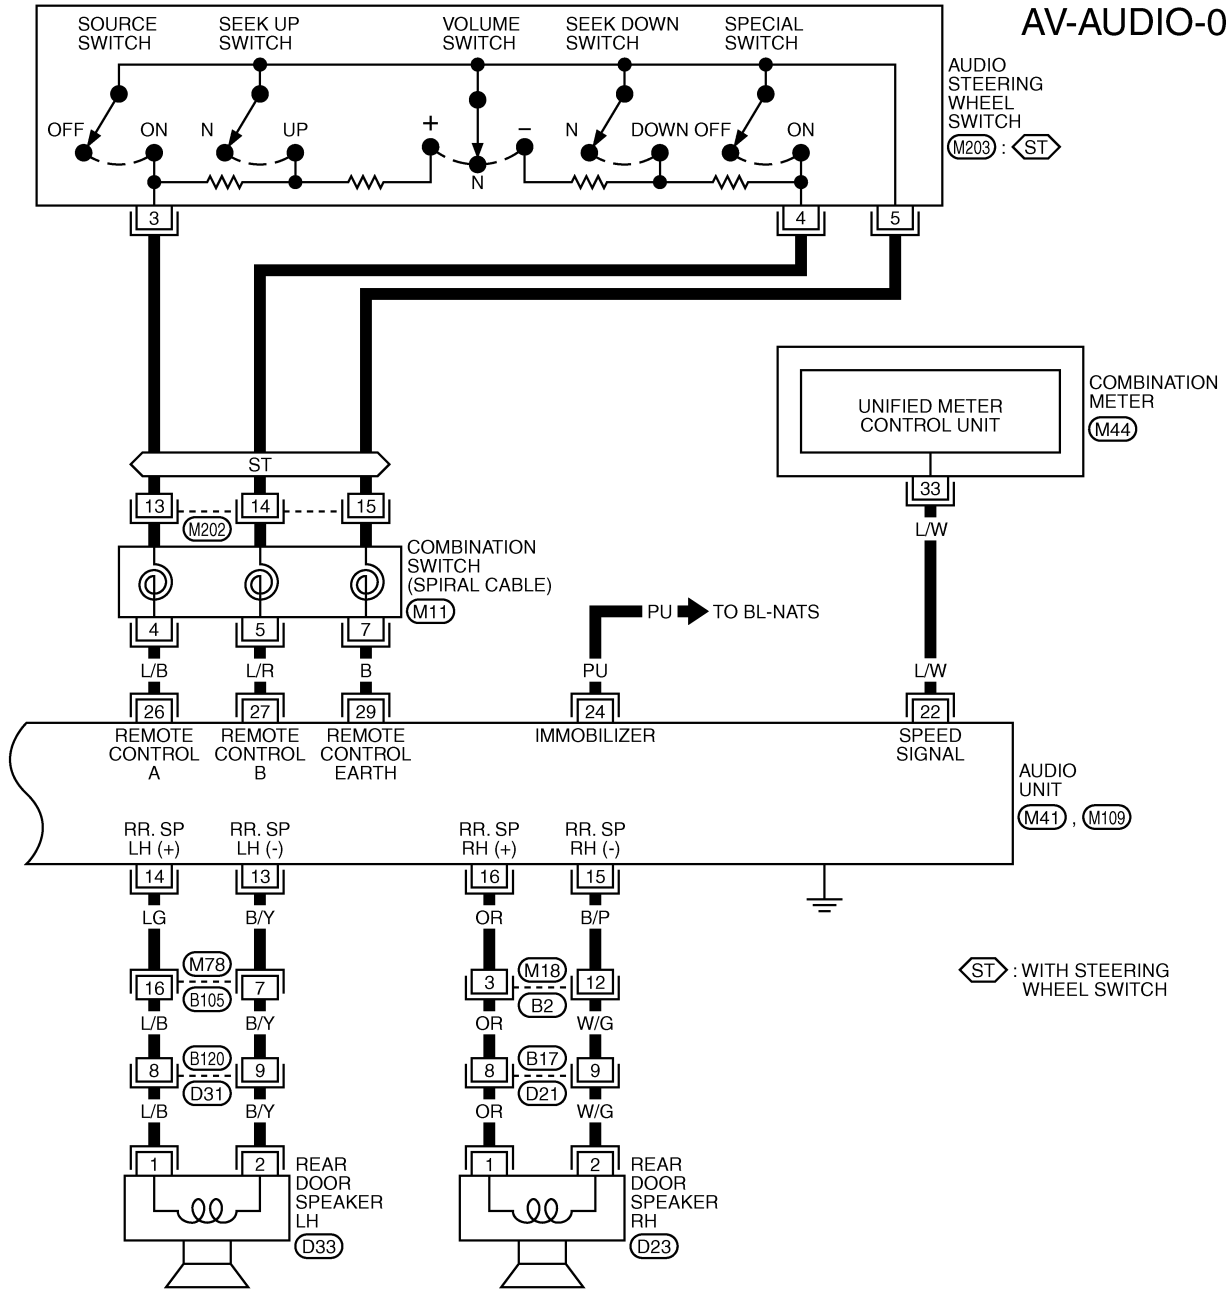 AV-AUDIO-0
SOURCE
SWITCH
SEEK UP
SWITCH
VOLUME
SWITCH
SEEK DOWN
SWITCH
SPECIAL
SWITCH
AUDIO
STEERING
WHEEL
SWITCH
M203 : ST
OFF ON N UP + N − N DOWN OFF ON
3 4 5
COMBINATION
METER
M44
UNIFIED METER
CONTROL UNIT
33
L/W
ST
13 14 15
M202
COMBINATION
SWITCH
(SPIRAL CABLE)
M11
4 5 7
PU TO BL-NATS
L/B L/R B PU L/W
26 27 29 24 22
REMOTE
CONTROL
A
REMOTE
CONTROL
B
REMOTE
CONTROL
EARTH
IMMOBILIZER
SPEED
SIGNAL
AUDIO
UNIT
M41 , M109
RR. SP
LH (+)
RR. SP
LH (-)
RR. SP
RH (+)
RR. SP
RH (-)
14 13 16 15
LG B/Y OR B/P
M78 M18
16 7 3 12
B105 B2
L/B B/Y OR W/G
B120 B17
8 9 8 9
D31 D21
L/B B/Y OR W/G
1 2 1 2
REAR
DOOR
SPEAKER
LH
D33
REAR
DOOR
SPEAKER
RH
D23
ST : WITH STEERING
WHEEL SWITCH